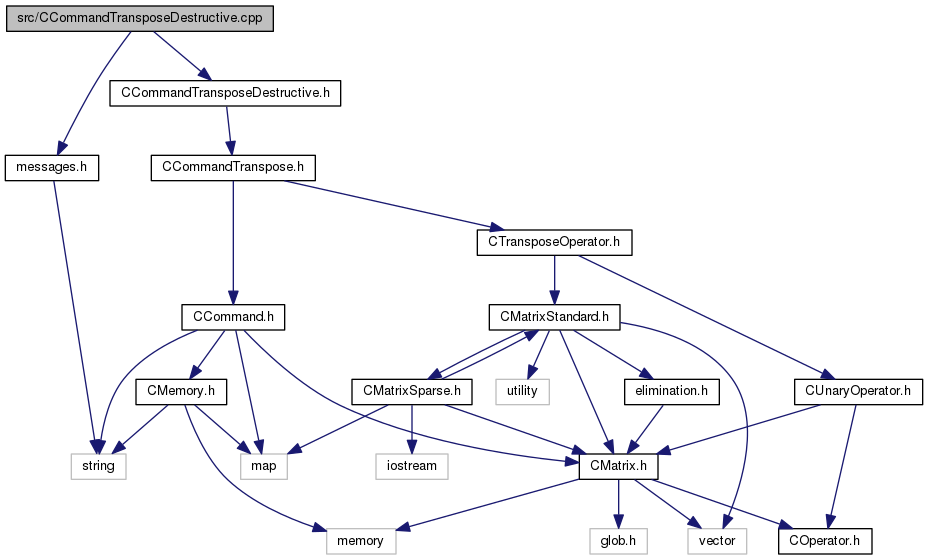 src/CCommandTransposeDestructive.cpp
CCommandTransposeDestructive.h
messages.h
CCommandTranspose.h
CTransposeOperator.h
CCommand.h
CMatrixStandard.h
CMemory.h
CMatrixSparse.h
utility
elimination.h
CUnaryOperator.h
string
map
iostream
CMatrix.h
memory
glob.h
vector
COperator.h